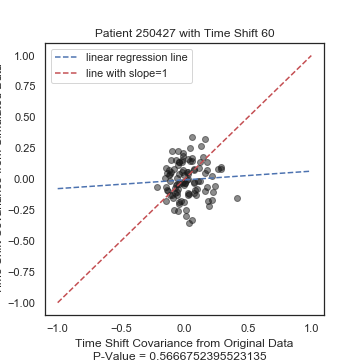 Patient 250427 with Time Shift 60
linear regression line
line with slope=1
1.00
0.75
0.50
0.25
0.00
−0.25
−0.50
−0.75
−1.00
−1.0
−0.5
0.0
0.5
1.0
Time Shift Covariance from Original Data
P-Value = 0.5666752395523135